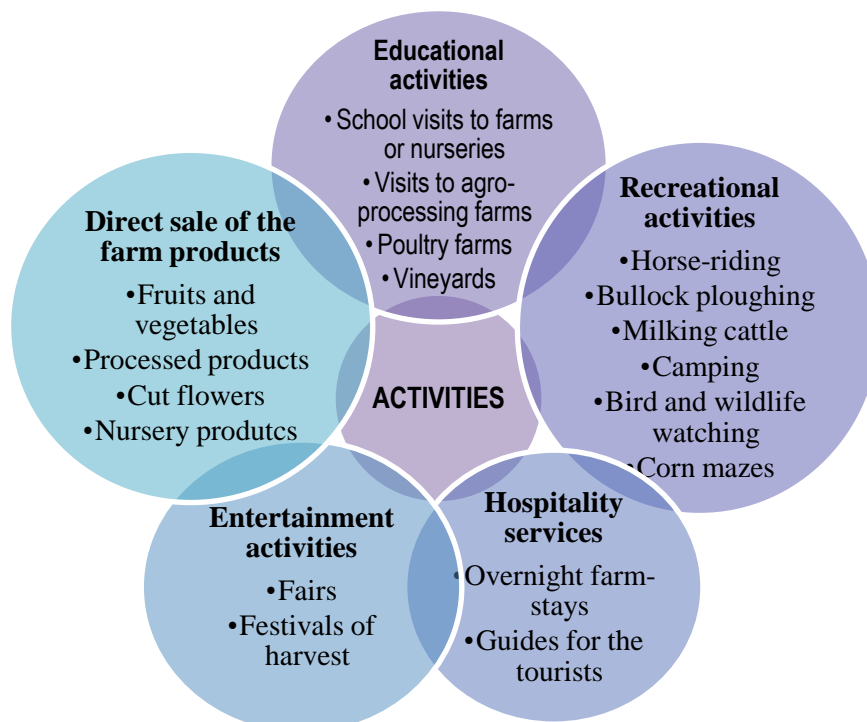 Educational
activities
• School visits to farms
or nurseries
• Visits to agro-
processing farms
• Poultry farms
• Vineyards
Recreational
activities
•Horse-riding
•Bullock ploughing
•Milking cattle
•Camping
•Bird and wildlife
watching
•Corn mazes
Hospitality
services
•Overnight farm-
stays
•Guides for the
tourists
Entertainment
activities
•Fairs
•Festivals of
harvest
Direct sale of the
farm products
•Fruits and
vegetables
•Processed products
•Cut flowers
•Nursery produtcs
ACTIVITIES